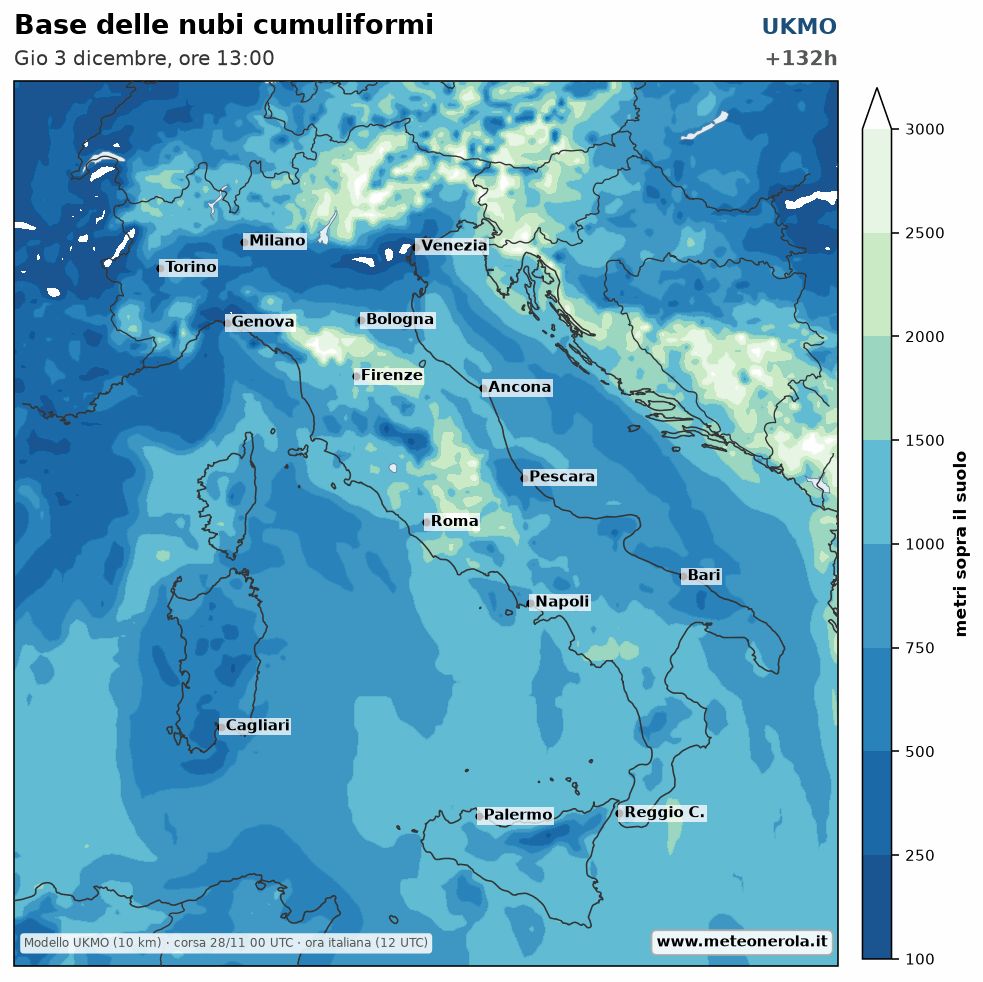 Base delle nubi cumuliformi
UKMO
Gio 3 dicembre, ore 13:00
+132h
Milano
Venezia
Torino
Genova
Bologna
Firenze
Ancona
Pescara
Roma
Bari
Napoli
Cagliari
Palermo
Reggio C.
3000
2500
2000
1500
1000
750
500
250
100
metri sopra il suolo
Modello UKMO (10 km) · corsa 28/11 00 UTC · ora italiana (12 UTC)
www.meteonerola.it